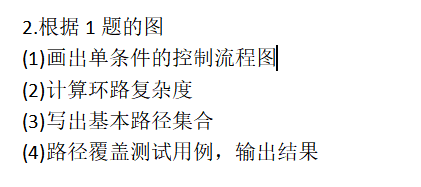 2.根据 1 题的图
(1)画出单条件的控制流程图
(2)计算环路复杂度
(3)写出基本路径集合
(4)路径覆盖测试用例，输出结果